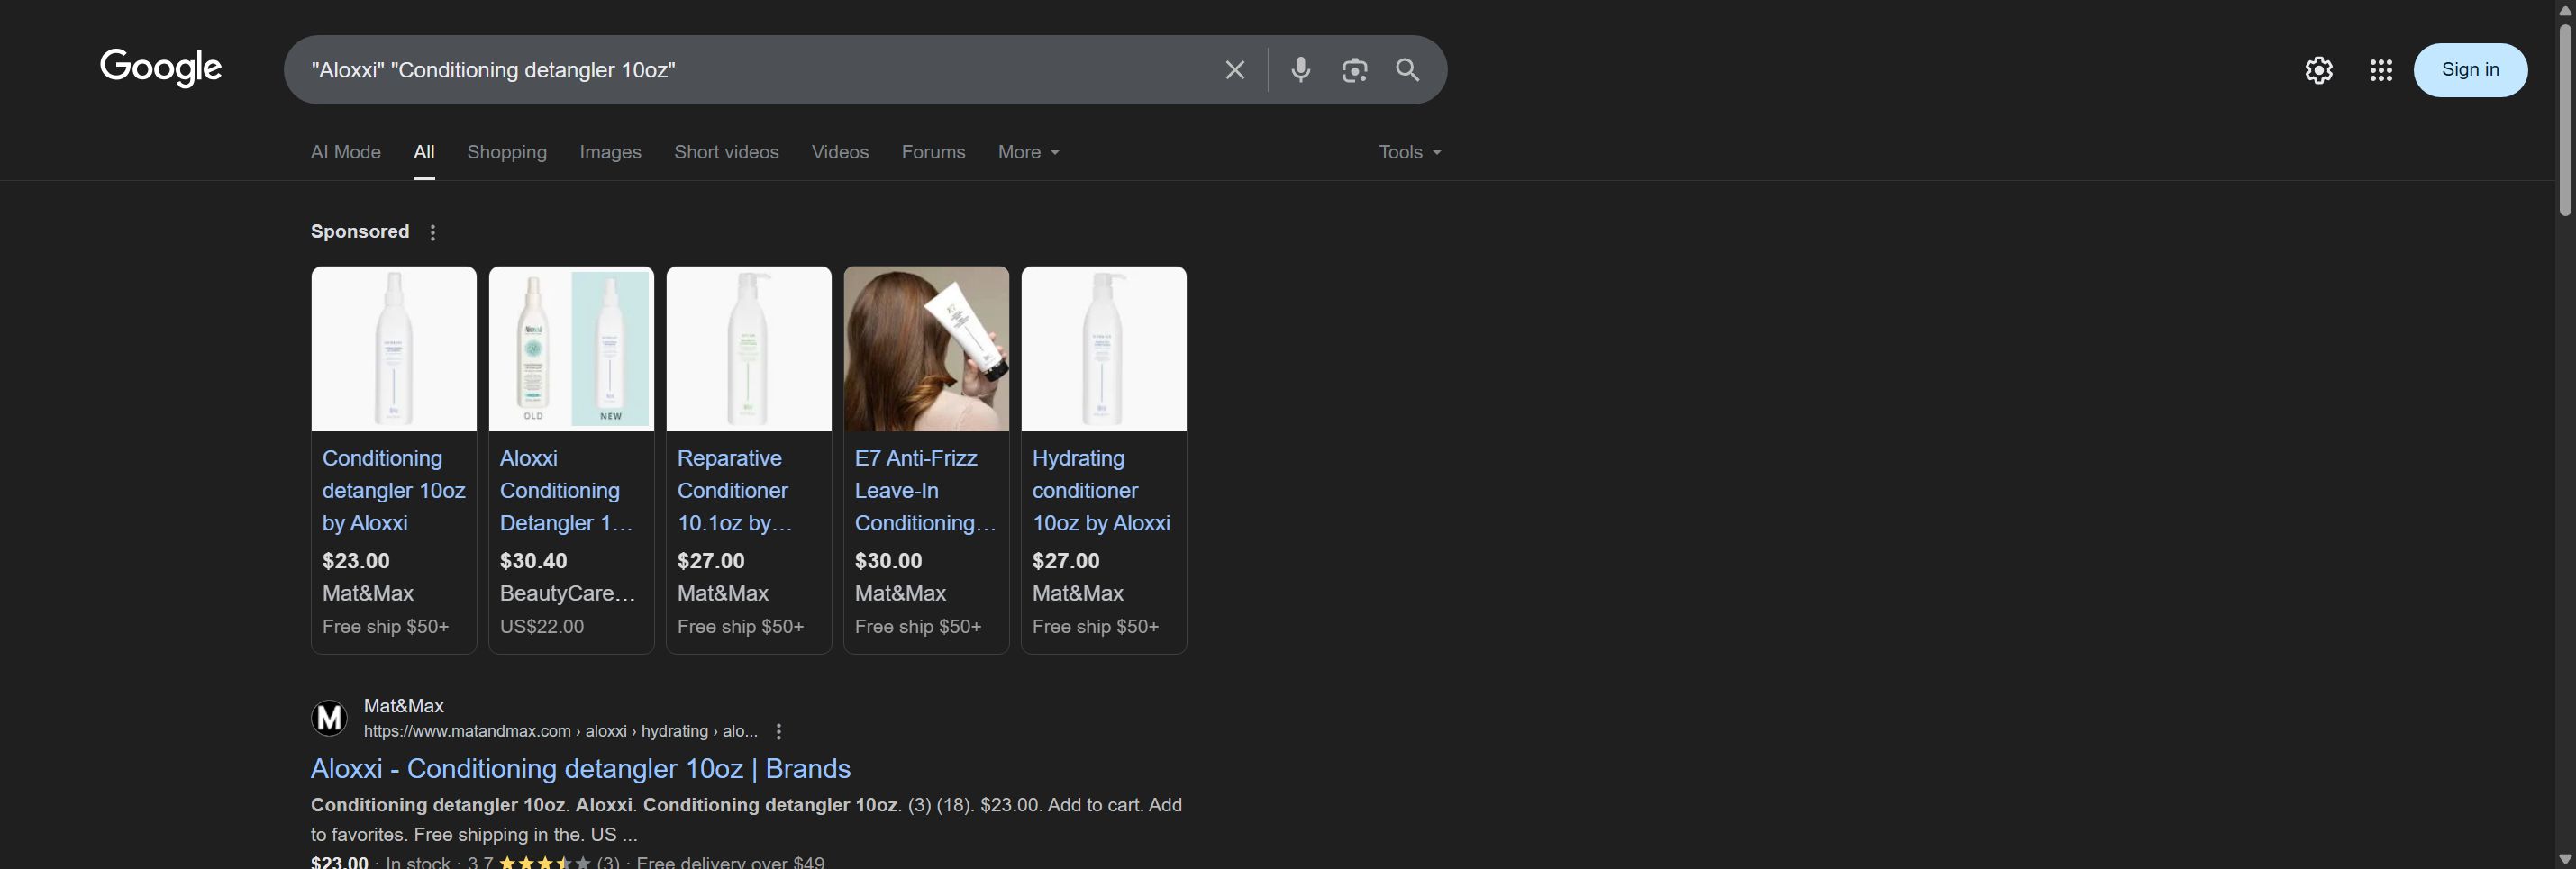 Google
"Aloxxi" "Conditioning detangler 10oz"
Sign in
AI Mode
All
Shopping
Images
Short videos
Videos
Forums
More
Tools
Sponsored
OLD
NEW
Conditioning
detangler 10oz
by Aloxxi
$23.00
Mat&Max
Free ship $50+
Aloxxi
Conditioning
Detangler 1...
$30.40
BeautyCare...
US$22.00
Reparative
Conditioner
10.1oz by...
$27.00
Mat&Max
Free ship $50+
E7
E7 Anti-Frizz
Leave-In
Conditioning...
$30.00
Mat&Max
Free ship $50+
Hydrating
conditioner
10oz by Aloxxi
$27.00
Mat&Max
Free ship $50+
M
Mat&Max
https://www.matandmax.com › aloxxi › hydrating › alo...
Aloxxi - Conditioning detangler 10oz | Brands
Conditioning detangler 10oz. Aloxxi. Conditioning detangler 10oz. (3) (18). $23.00. Add to cart. Add
to favorites. Free shipping in the. US ...
$23.00 · In stock · 3.7 (3) · Free delivery over $49